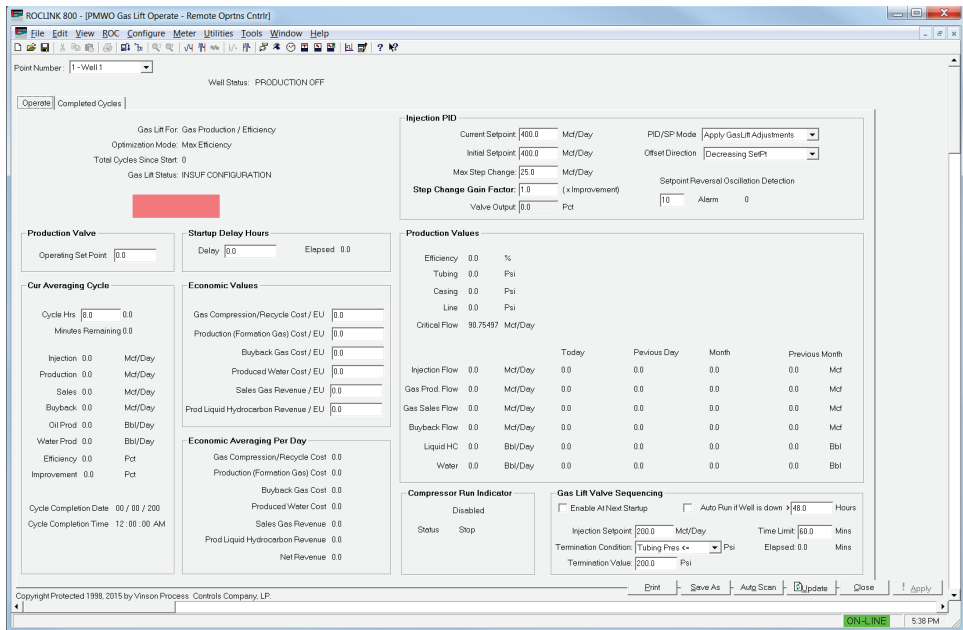 ROCLINK 800 - [PMWO Gas Lift Operate - Remote Oprtns Cntrlr]
File Edit View ROC Configure Meter Utilities Tools Window Help
Point Number : 1 - Well 1
Well Status: PRODUCTION OFF
Operate Completed Cycles
Gas Lift For: Gas Production / Efficiency
Optimization Mode: Max Efficiency
Total Cycles Since Start: 0
Gas Lift Status: INSUF CONFIGURATION
Injection PID
Current Setpoint 400.0 Mcf/Day PID/SP Mode Apply GasLift Adjustments
Initial Setpoint 400.0 Mcf/Day Offset Direction Decreasing SetPt
Max Step Change: 25.0 Mcf/Day
Setpoint Reversal Oscillation Detection
Step Change Gain Factor: 1.0 (x Improvement)
10 Alarm 0
Valve Output 0.0 Pct
Production Valve
Operating Set Point 0.0
Startup Delay Hours
Delay 0.0 Elapsed 0.0
Cur Averaging Cycle
Cycle Hrs 8.0 0.0
Minutes Remaining 0.0
Injection 0.0 Mcf/Day
Production 0.0 Mcf/Day
Sales 0.0 Mcf/Day
Buyback 0.0 Mcf/Day
Oil Prod 0.0 Bbl/Day
Water Prod 0.0 Bbl/Day
Efficiency 0.0 Pct
Improvement 0.0 Pct
Cycle Completion Date 00 / 00 / 200
Cycle Completion Time 12 : 00 : 00 AM
Economic Values
Gas Compression/Recycle Cost / EU 0.0
Production (Formation Gas) Cost / EU 0.0
Buyback Gas Cost / EU 0.0
Produced Water Cost / EU 0.0
Sales Gas Revenue / EU 0.0
Prod Liquid Hydrocarbon Revenue / EU 0.0
Economic Averaging Per Day
Gas Compression/Recycle Cost 0.0
Production (Formation Gas) Cost 0.0
Buyback Gas Cost 0.0
Produced Water Cost 0.0
Sales Gas Revenue 0.0
Prod Liquid Hydrocarbon Revenue 0.0
Net Revenue 0.0
Production Values
Efficiency 0.0 %
Tubing 0.0 Psi
Casing 0.0 Psi
Line 0.0 Psi
Critical Flow 90.75497 Mcf/Day
Today Pevious Day Month Previous Month
Injection Flow 0.0 Mcf/Day 0.0 0.0 0.0 0.0 Mcf
Gas Prod. Flow 0.0 Mcf/Day 0.0 0.0 0.0 0.0 Mcf
Gas Sales Flow 0.0 Mcf/Day 0.0 0.0 0.0 0.0 Mcf
Buyback Flow 0.0 Mcf/Day 0.0 0.0 0.0 0.0 Mcf
Liquid HC 0.0 Bbl/Day 0.0 0.0 0.0 0.0 Bbl
Water 0.0 Bbl/Day 0.0 0.0 0.0 0.0 Bbl
Compressor Run Indicator
Disabled
Status Stop
Gas Lift Valve Sequencing
Enable At Next Startup Auto Run if Well is down > 48.0 Hours
Injection Setpoint: 200.0 Mcf/Day Time Limit: 60.0 Mins
Termination Condition: Tubing Pres <= Psi Elapsed: 0.0 Mins
Termination Value: 200.0 Psi
Print Save As Auto Scan Update Close ! Apply
Copyright Protected 1998, 2015 by Vinson Process Controls Company, LP.
ON-LINE 5:38 PM